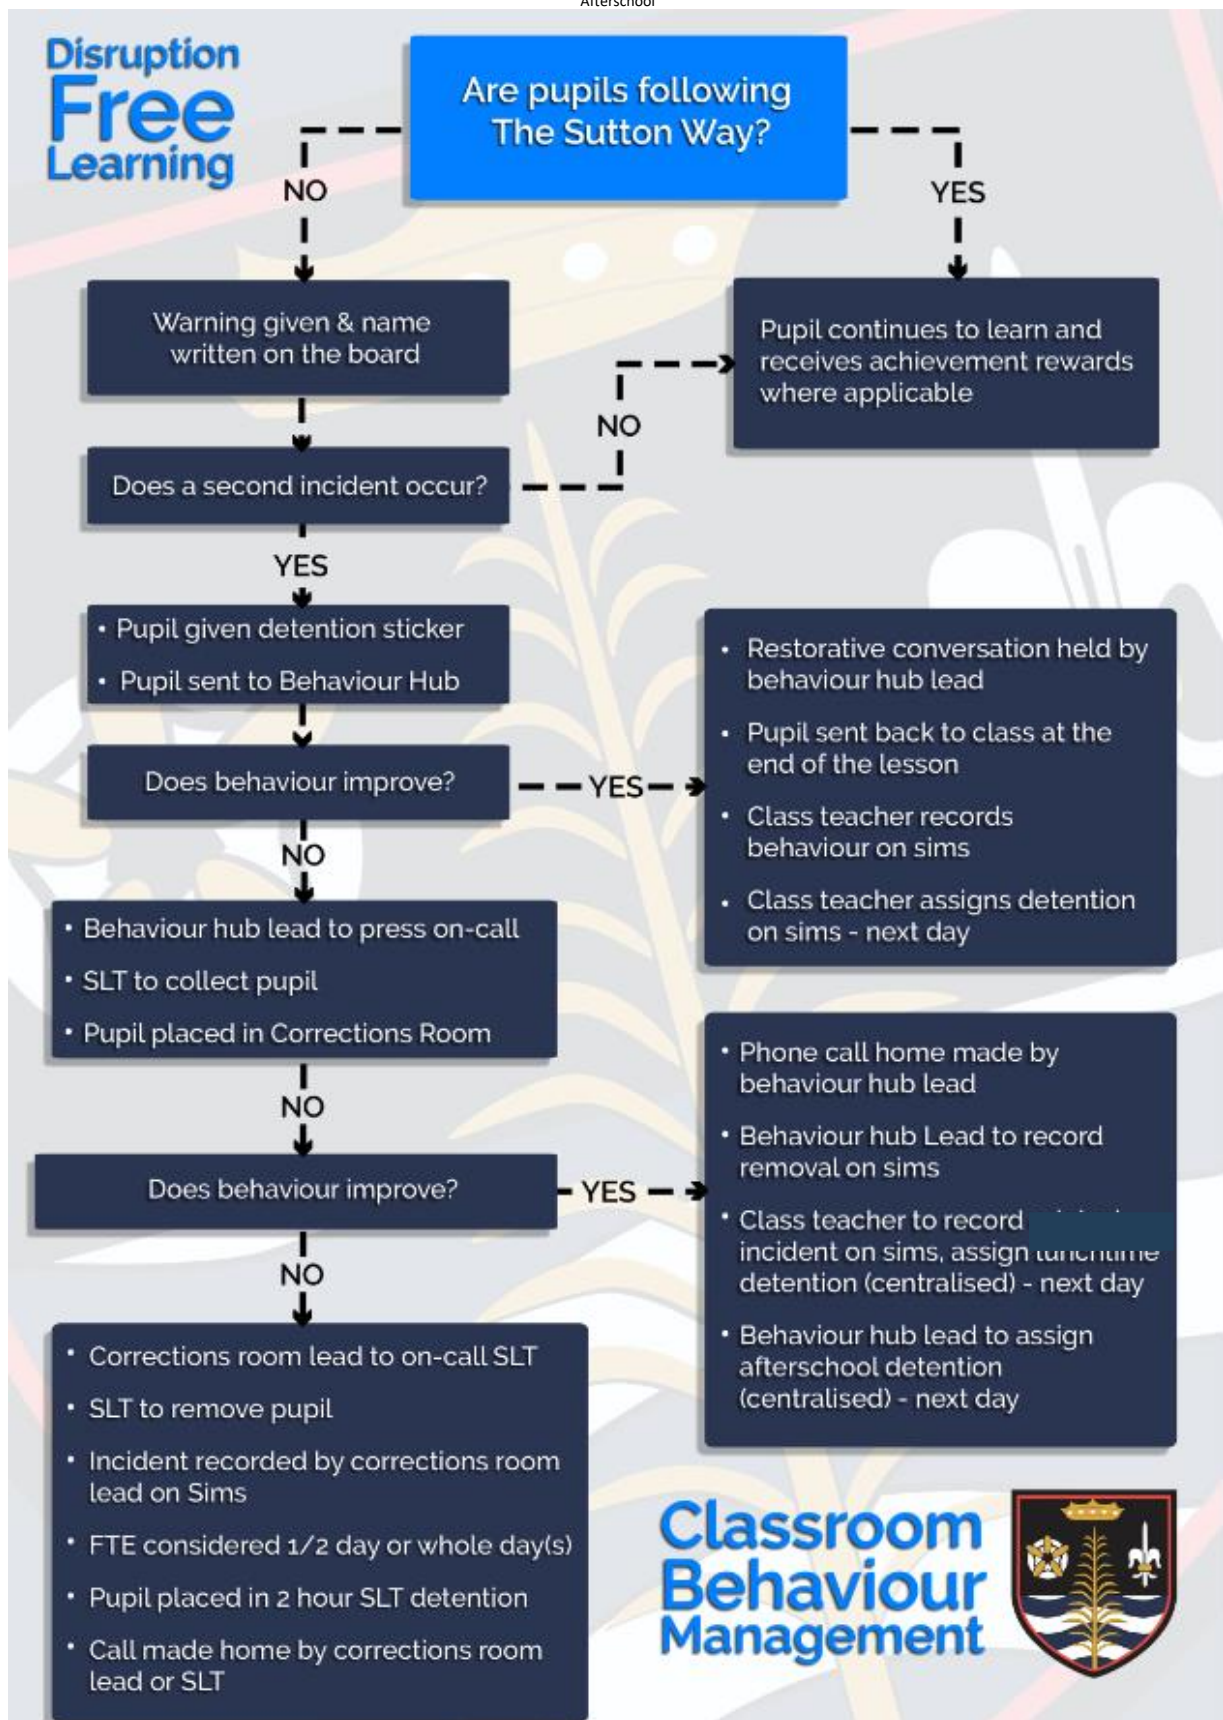 Afterschool
Disruption
Free
Learning
Are pupils following
The Sutton Way?
NO
YES
Warning given & name
written on the board
Pupil continues to learn and
receives achievement rewards
where applicable
NO
Does a second incident occur?
YES
• Pupil given detention sticker
• Pupil sent to Behaviour Hub
Does behaviour improve?
YES
• Restorative conversation held by
behaviour hub lead
• Pupil sent back to class at the
end of the lesson
• Class teacher records
behaviour on sims
• Class teacher assigns detention
on sims - next day
NO
• Behaviour hub lead to press on-call
• SLT to collect pupil
• Pupil placed in Corrections Room
NO
Does behaviour improve?
YES
• Phone call home made by
behaviour hub lead
• Behaviour hub Lead to record
removal on sims
• Class teacher to record
incident on sims, assign lunchtime
detention (centralised) - next day
• Behaviour hub lead to assign
afterschool detention
(centralised) - next day
NO
• Corrections room lead to on-call SLT
• SLT to remove pupil
• Incident recorded by corrections room
lead on Sims
• FTE considered 1/2 day or whole day(s)
• Pupil placed in 2 hour SLT detention
• Call made home by corrections room
lead or SLT
Classroom
Behaviour
Management